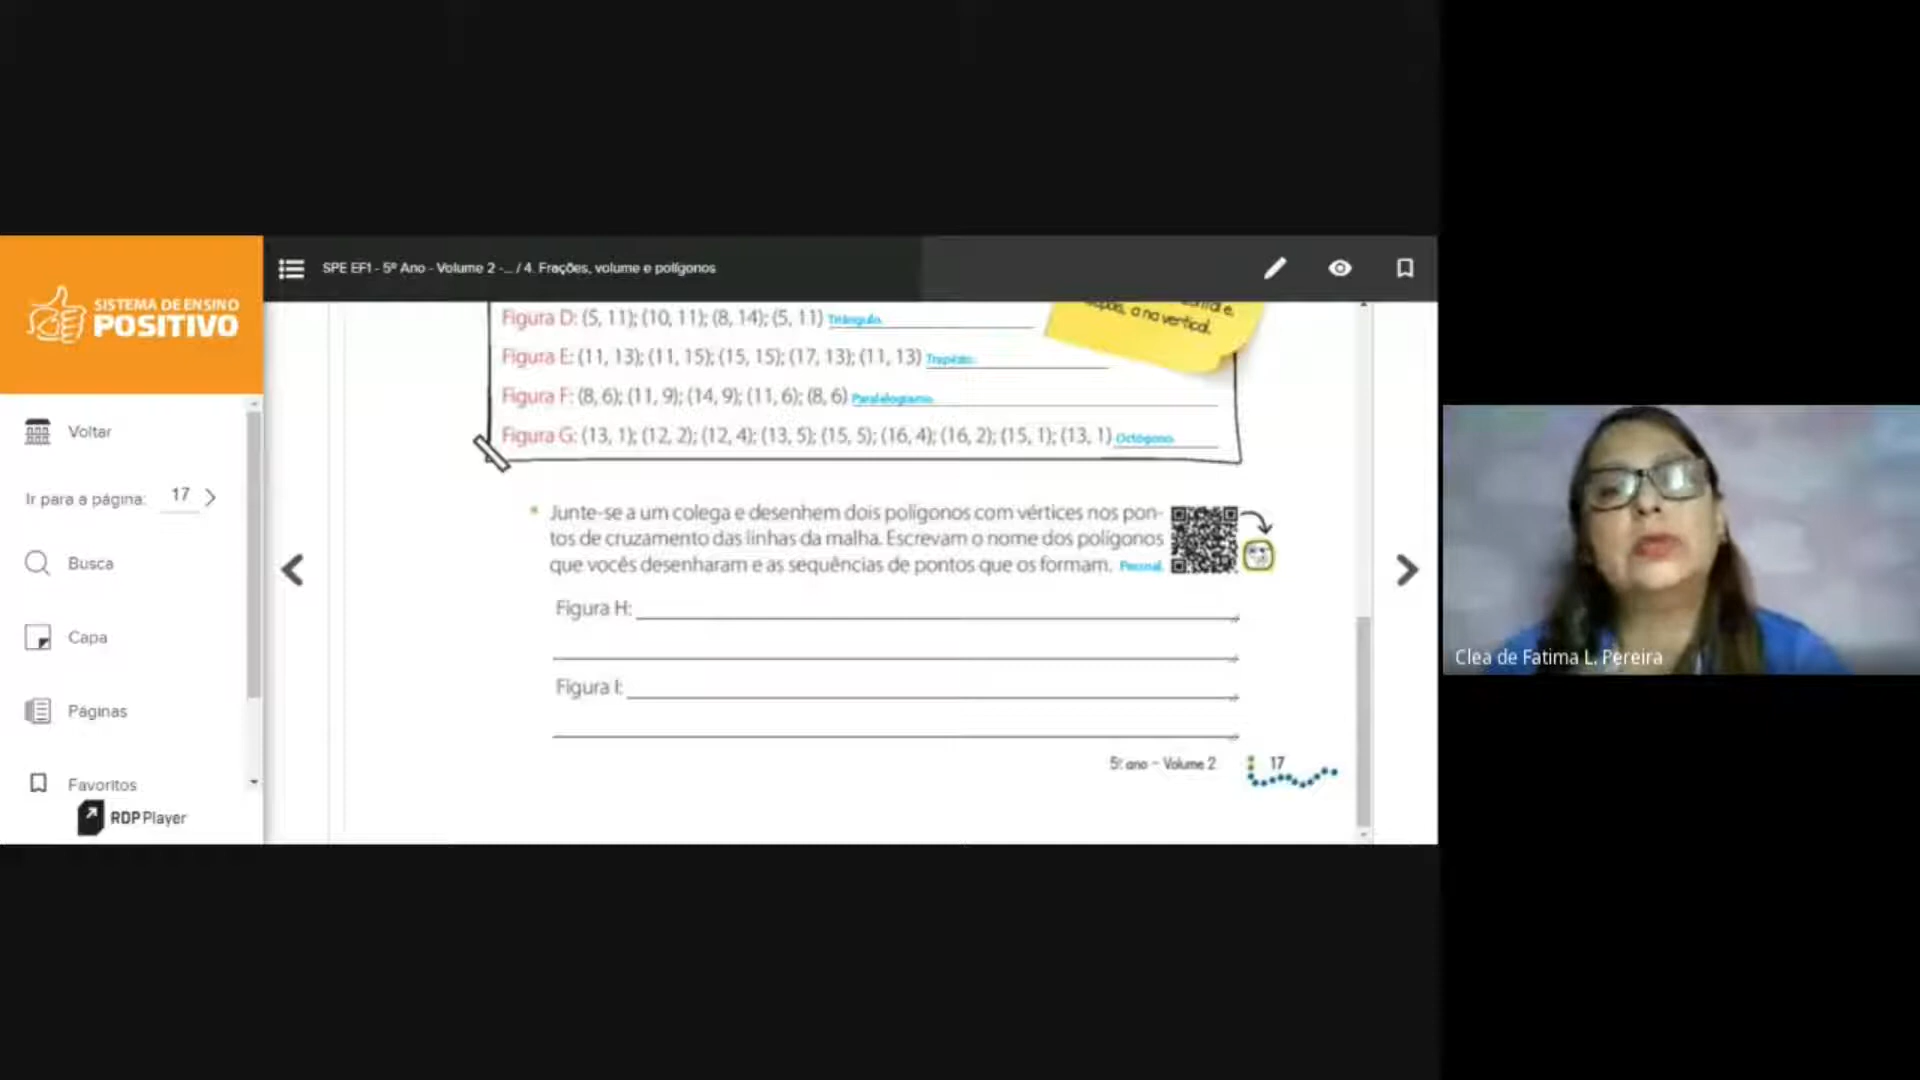 SISTEMA DE ENSINO
POSITIVO
SPE EF1 - 5º Ano - Volume 2 -... / 4. Frações, volume e polígonos
Voltar
Ir para a página: 17
Busca
Capa
Páginas
Favoritos
RDP Player
a na vertical.
Figura D: (5, 11); (10, 11); (8, 14); (5, 11) Triângulo.
Figura E: (11, 13); (11, 15); (15, 15); (17, 13); (11, 13) Trapézio.
Figura F: (8, 6); (11, 9); (14, 9); (11, 6); (8, 6) Paralelogramo.
Figura G: (13, 1); (12, 2); (12, 4); (13, 5); (15, 5); (16, 4); (16, 2); (15, 1); (13, 1) Octógono.
Junte-se a um colega e desenhem dois polígonos com vértices nos pon-
tos de cruzamento das linhas da malha. Escrevam o nome dos polígonos
que vocês desenharam e as sequências de pontos que os formam. Pessoal.
Figura H:
Figura I:
5º. ano – Volume 2 17
Clea de Fatima L. Pereira